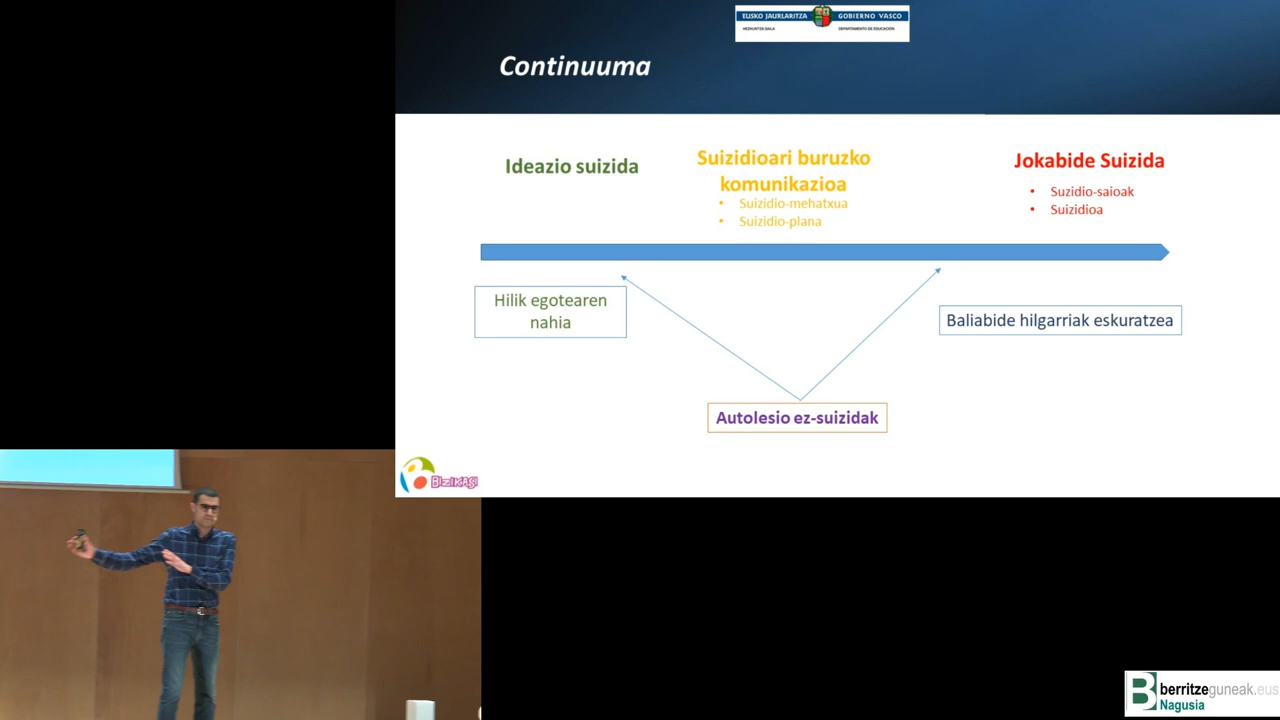 EUSKO JAURLARITZA
GOBIERNO VASCO
HEZKUNTZA SAILA
DEPARTAMENTO DE EDUCACIÓN
Continuuma
Ideazio suizida
Suizidioari buruzko
komunikazioa
• Suizidio-mehatxua
• Suizidio-plana
Jokabide Suizida
• Suzidio-saioak
• Suizidioa
Hilik egotearen
nahia
Baliabide hilgarriak eskuratzea
Autolesio ez-suizidak
BIZIKASI
berritzeguneak.eus
Nagusia